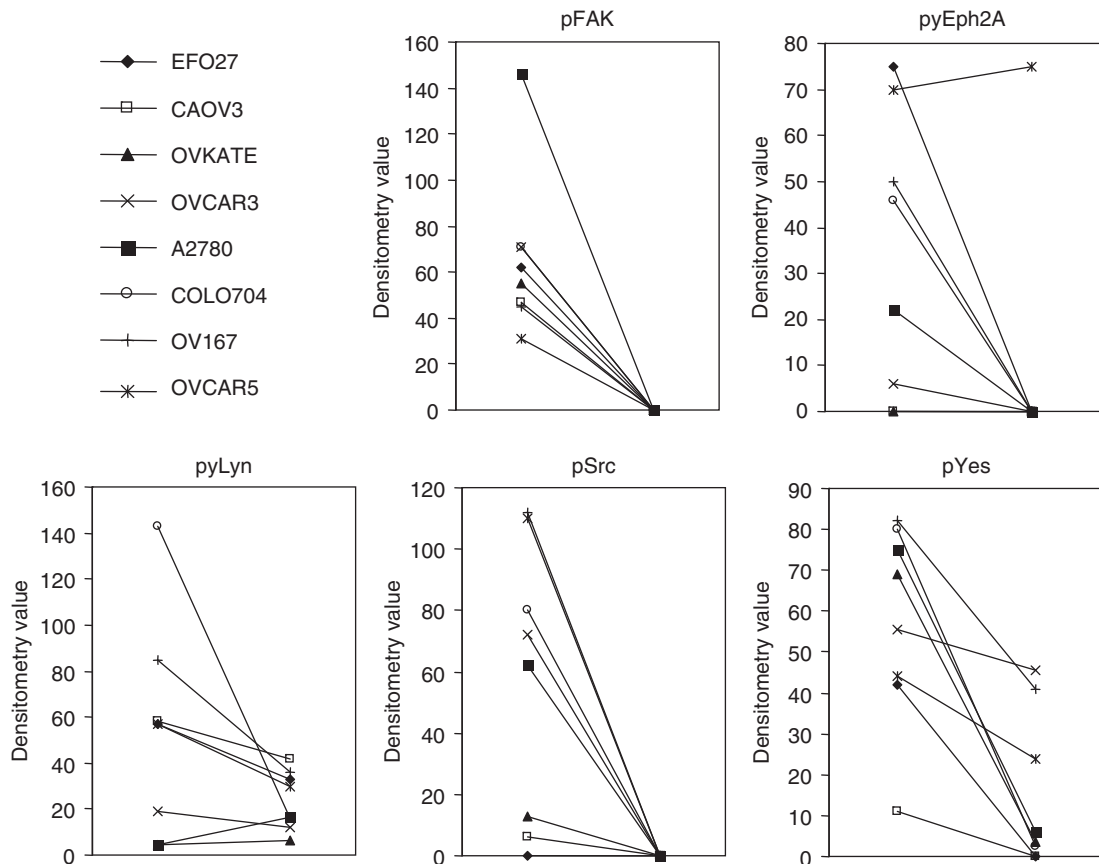 EFO27
CAOV3
OVKATE
OVCAR3
A2780
COLO704
OV167
OVCAR5
pFAK
Densitometry value
160
140
120
100
80
60
40
20
0
pyEph2A
Densitometry value
80
70
60
50
40
30
20
10
0
pyLyn
Densitometry value
160
140
120
100
80
60
40
20
0
pSrc
Densitometry value
120
100
80
60
40
20
0
pYes
Densitometry value
90
80
70
60
50
40
30
20
10
0